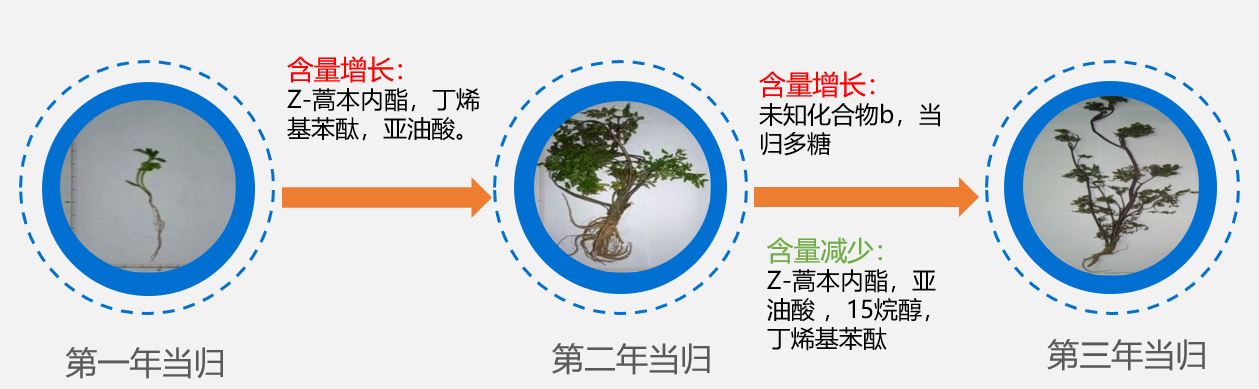 含量增长：
Z-蒿本内酯，丁烯
基苯酞，亚油酸。
含量增长：
未知化合物b，当
归多糖
含量减少：
Z-蒿本内酯，亚
油酸 ，15烷醇，
丁烯基苯酞
第一年当归
第二年当归
第三年当归